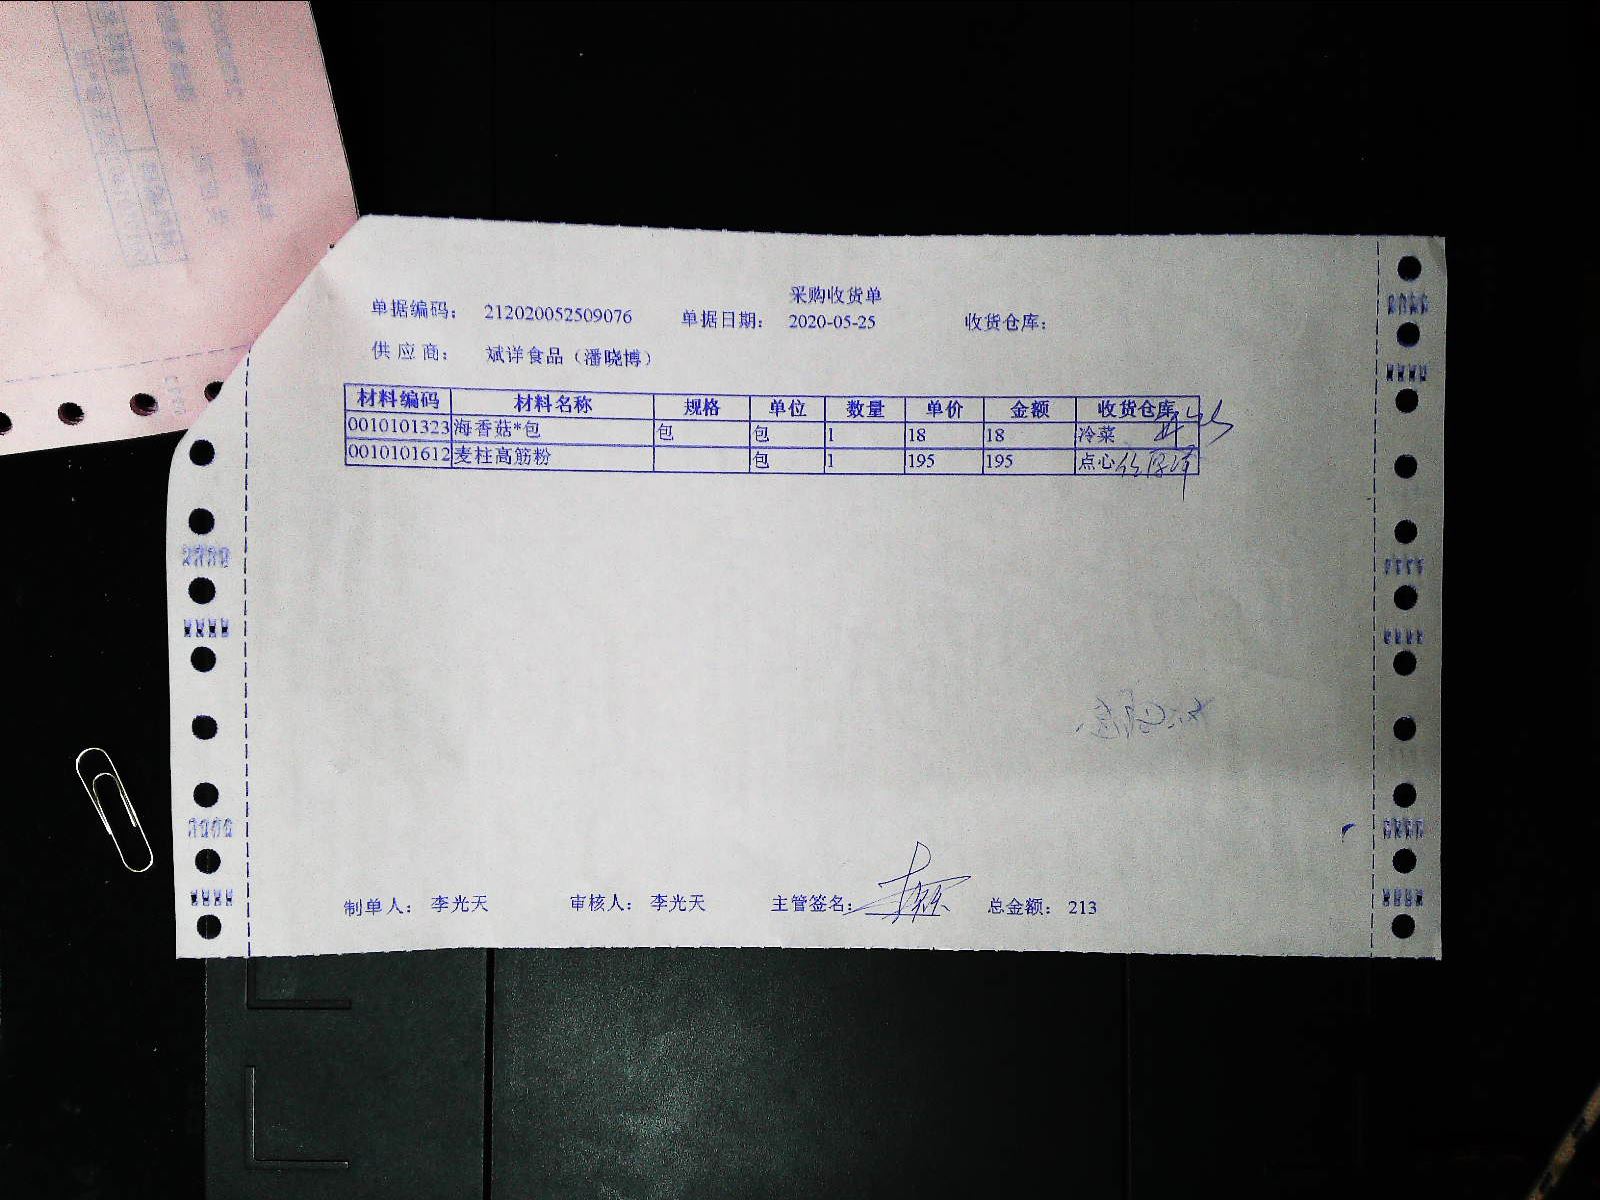 采购收货单
单据编码： 212020052509076 单据日期： 2020-05-25 收货仓库：
供 应 商： 斌洋食品（潘晓博）
材料编码 材料名称 规格 单位 数量 单价 金额 收货仓库
0010101323 海香菇*包 包 包 1 18 18 冷菜
0010101612 麦柱高筋粉 包 1 195 195 点心
制单人： 李光天 审核人： 李光天 主管签名： 总金额： 213